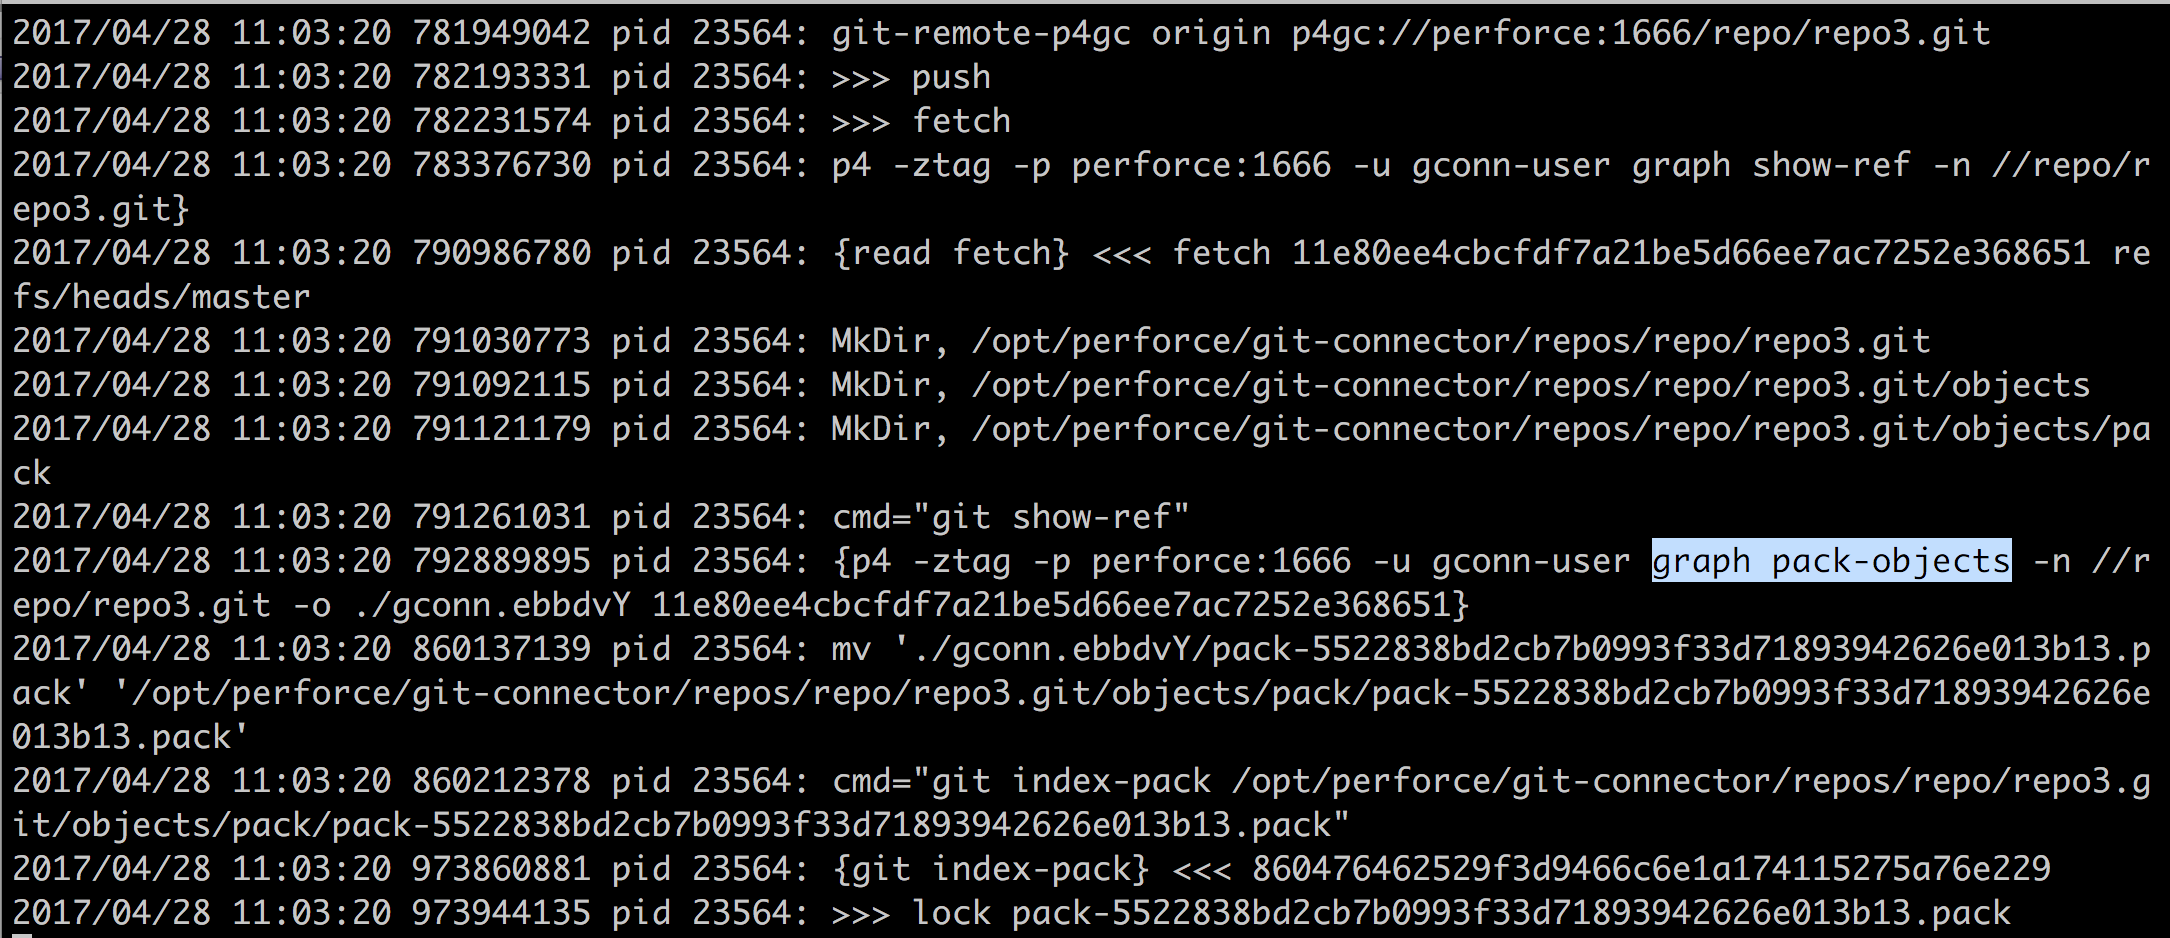 2017/04/28 11:03:20 781949042 pid 23564: git-remote-p4gc origin p4gc://perforce:1666/repo/repo3.git
2017/04/28 11:03:20 782193331 pid 23564: >>> push
2017/04/28 11:03:20 782231574 pid 23564: >>> fetch
2017/04/28 11:03:20 783376730 pid 23564: p4 -ztag -p perforce:1666 -u gconn-user graph show-ref -n //repo/r
epo3.git}
2017/04/28 11:03:20 790986780 pid 23564: {read fetch} <<< fetch 11e80ee4cbcfdf7a21be5d66ee7ac7252e368651 re
fs/heads/master
2017/04/28 11:03:20 791030773 pid 23564: MkDir, /opt/perforce/git-connector/repos/repo/repo3.git
2017/04/28 11:03:20 791092115 pid 23564: MkDir, /opt/perforce/git-connector/repos/repo/repo3.git/objects
2017/04/28 11:03:20 791121179 pid 23564: MkDir, /opt/perforce/git-connector/repos/repo/repo3.git/objects/pa
ck
2017/04/28 11:03:20 791261031 pid 23564: cmd="git show-ref"
2017/04/28 11:03:20 792889895 pid 23564: {p4 -ztag -p perforce:1666 -u gconn-user graph pack-objects -n //r
epo/repo3.git -o ./gconn.ebbdvY 11e80ee4cbcfdf7a21be5d66ee7ac7252e368651}
2017/04/28 11:03:20 860137139 pid 23564: mv './gconn.ebbdvY/pack-5522838bd2cb7b0993f33d71893942626e013b13.p
ack' '/opt/perforce/git-connector/repos/repo/repo3.git/objects/pack/pack-5522838bd2cb7b0993f33d71893942626e
013b13.pack'
2017/04/28 11:03:20 860212378 pid 23564: cmd="git index-pack /opt/perforce/git-connector/repos/repo/repo3.g
it/objects/pack/pack-5522838bd2cb7b0993f33d71893942626e013b13.pack"
2017/04/28 11:03:20 973860881 pid 23564: {git index-pack} <<< 860476462529f3d9466c6e1a174115275a76e229
2017/04/28 11:03:20 973944135 pid 23564: >>> lock pack-5522838bd2cb7b0993f33d71893942626e013b13.pack